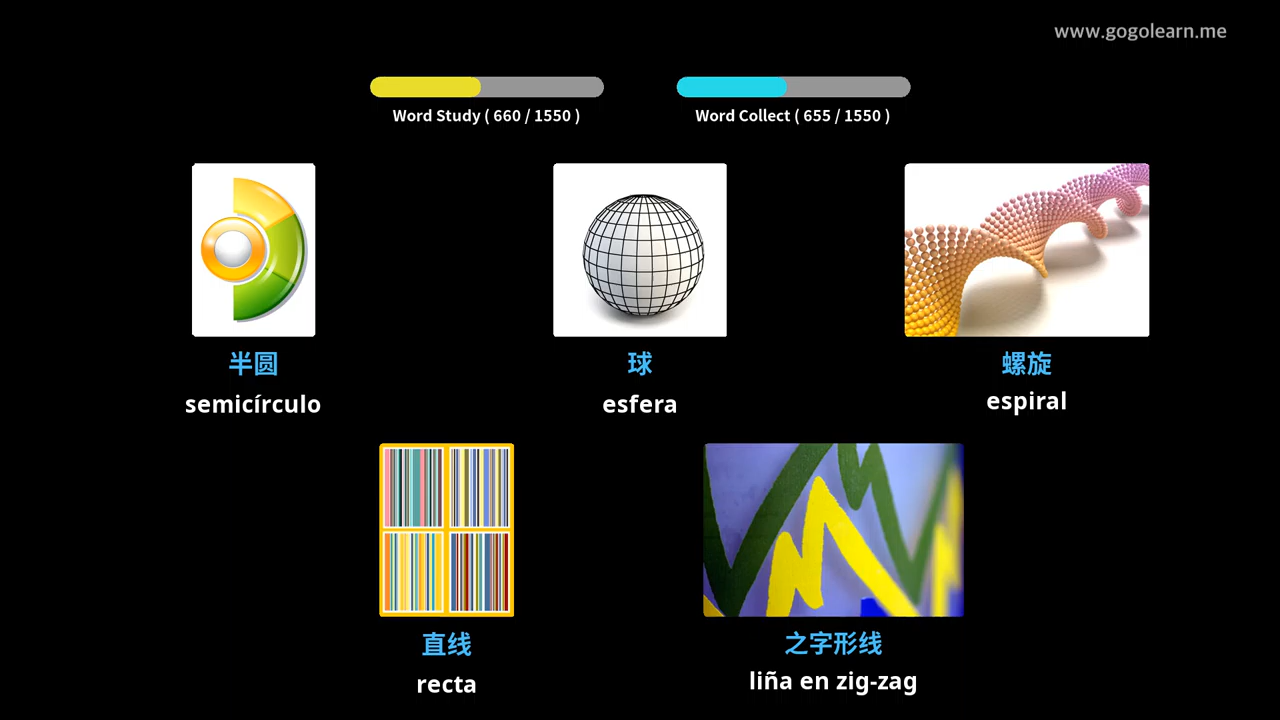 www.gogolearn.me
Word Study ( 660 / 1550 )
Word Collect ( 655 / 1550 )
半圆
semicírculo
球
esfera
螺旋
espiral
直线
recta
之字形线
liña en zig-zag